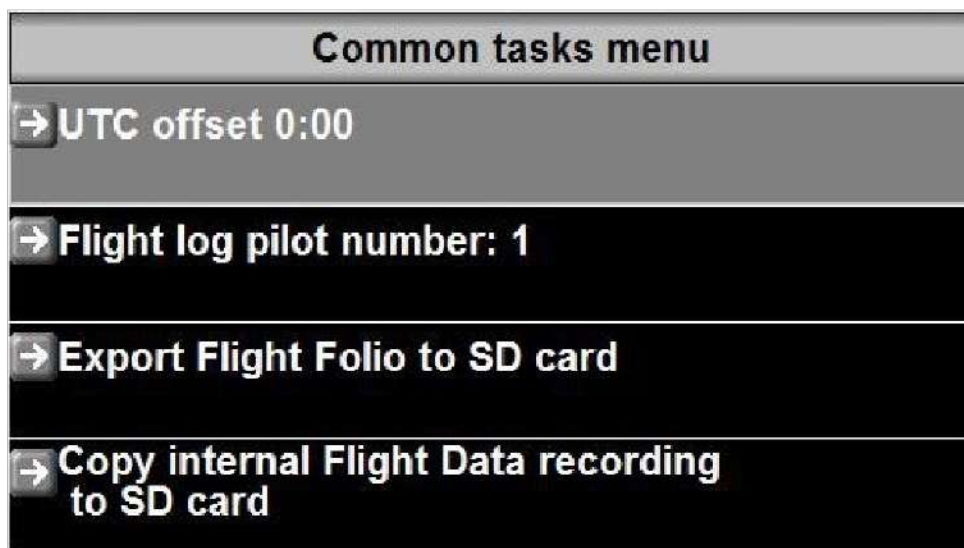 Common tasks menu
UTC offset 0:00
Flight log pilot number: 1
Export Flight Folio to SD card
Copy internal Flight Data recording
to SD card